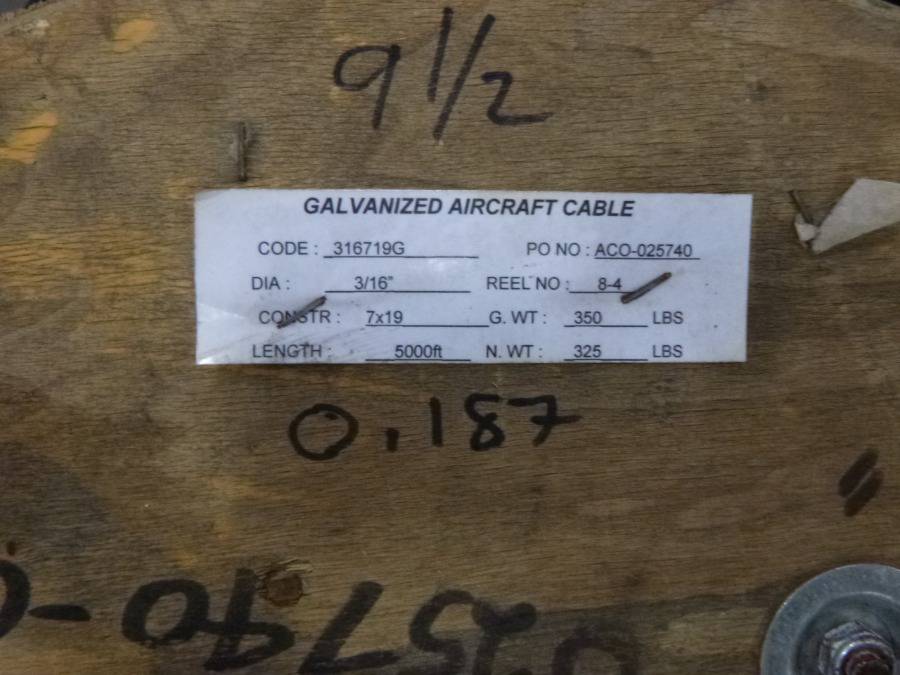 9 1/2
GALVANIZED AIRCRAFT CABLE
CODE : 316719G PO NO : ACO-025740
DIA : 3/16" REEL NO : 8-4
CONSTR : 7x19 G. WT : 350 LBS
LENGTH : 5000ft N. WT : 325 LBS
0.187